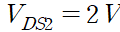 V_{DS2} = 2 V